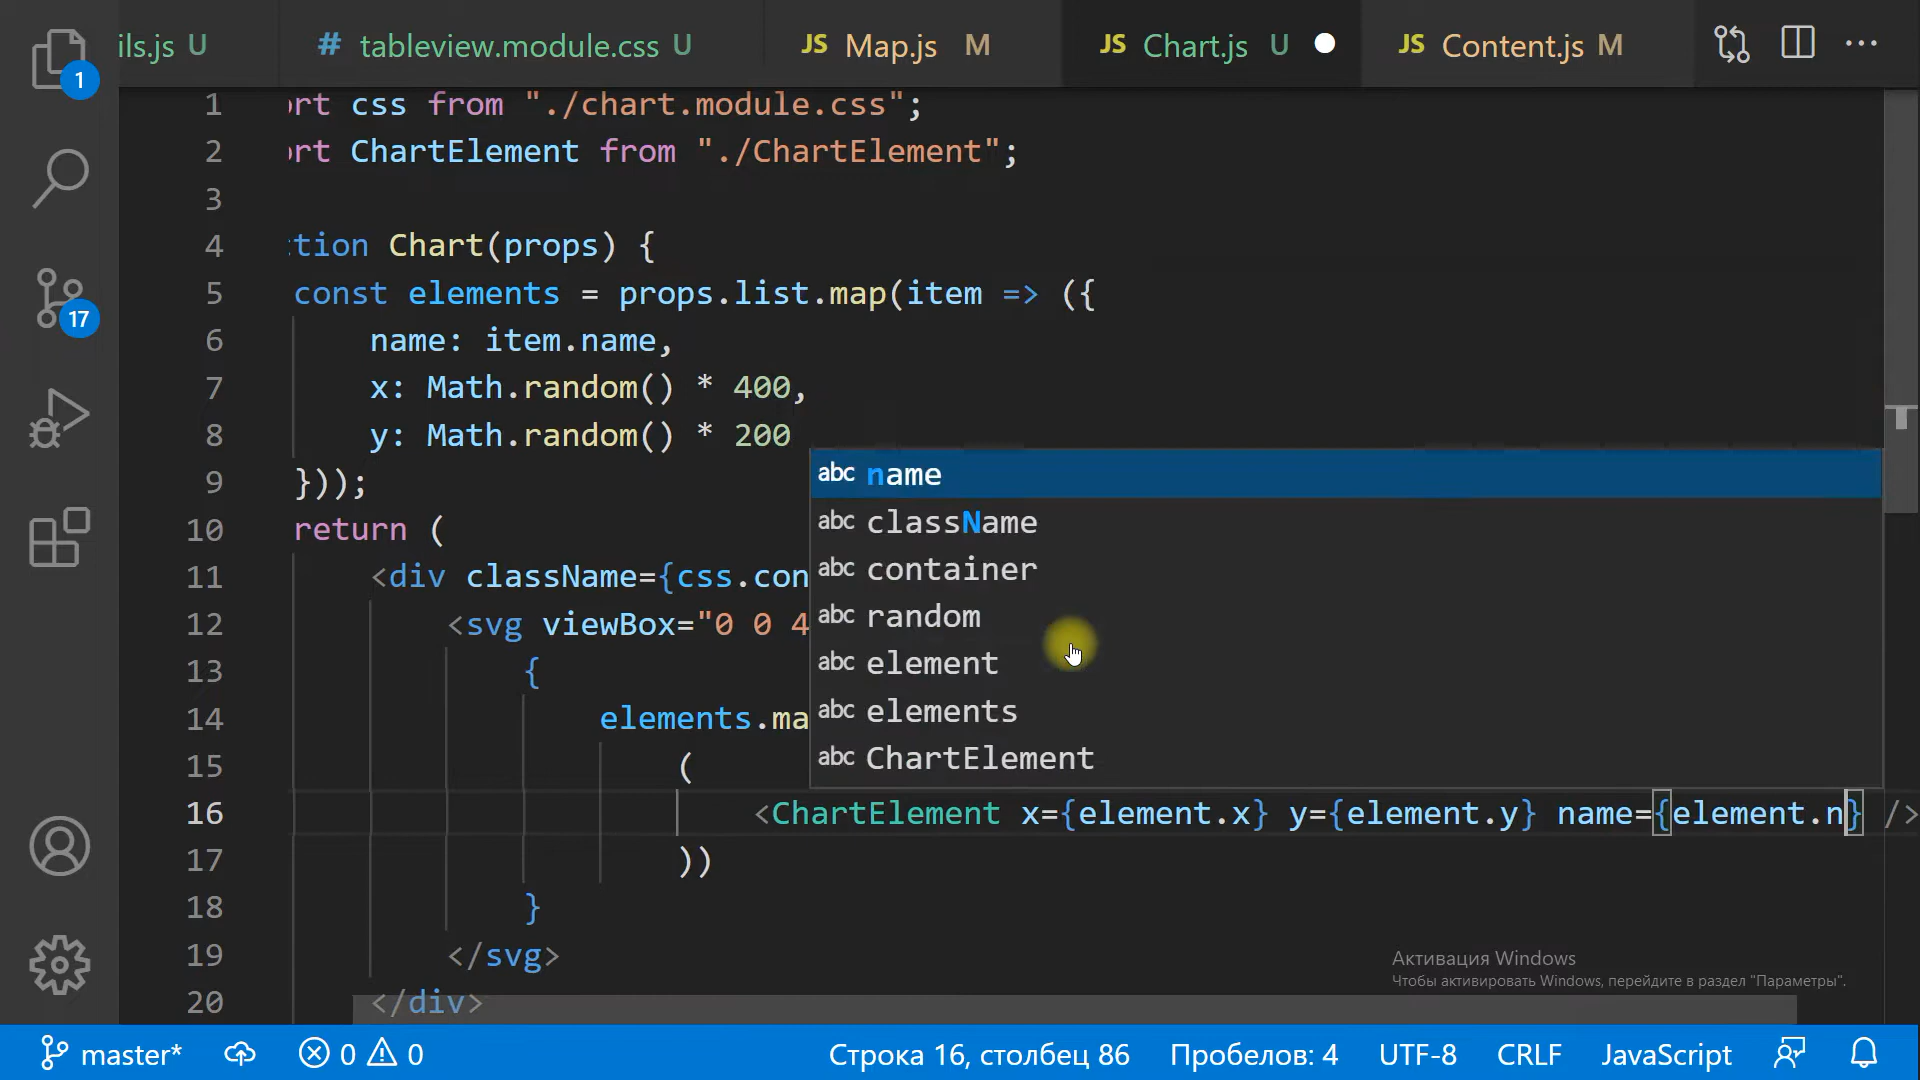 ils.js U # tableview.module.css U JS Map.js M JS Chart.js U JS Content.js M
1 ort css from "./chart.module.css";
2 ort ChartElement from "./ChartElement";
3
4 tion Chart(props) {
5 const elements = props.list.map(item => ({
6 name: item.name,
7 x: Math.random() * 400,
8 y: Math.random() * 200
9 }));
10 return (
11 <div className={css.con
12 <svg viewBox="0 0 4
13 {
14 elements.ma
15 (
16 <ChartElement x={element.x} y={element.y} name={element.n} />
17 ))
18 }
19 </svg>
20 </div>
abc name
abc className
abc container
abc random
abc element
abc elements
abc ChartElement
1
17
Активация Windows
Чтобы активировать Windows, перейдите в раздел "Параметры".
master* 0 0 Строка 16, столбец 86 Пробелов: 4 UTF-8 CRLF JavaScript